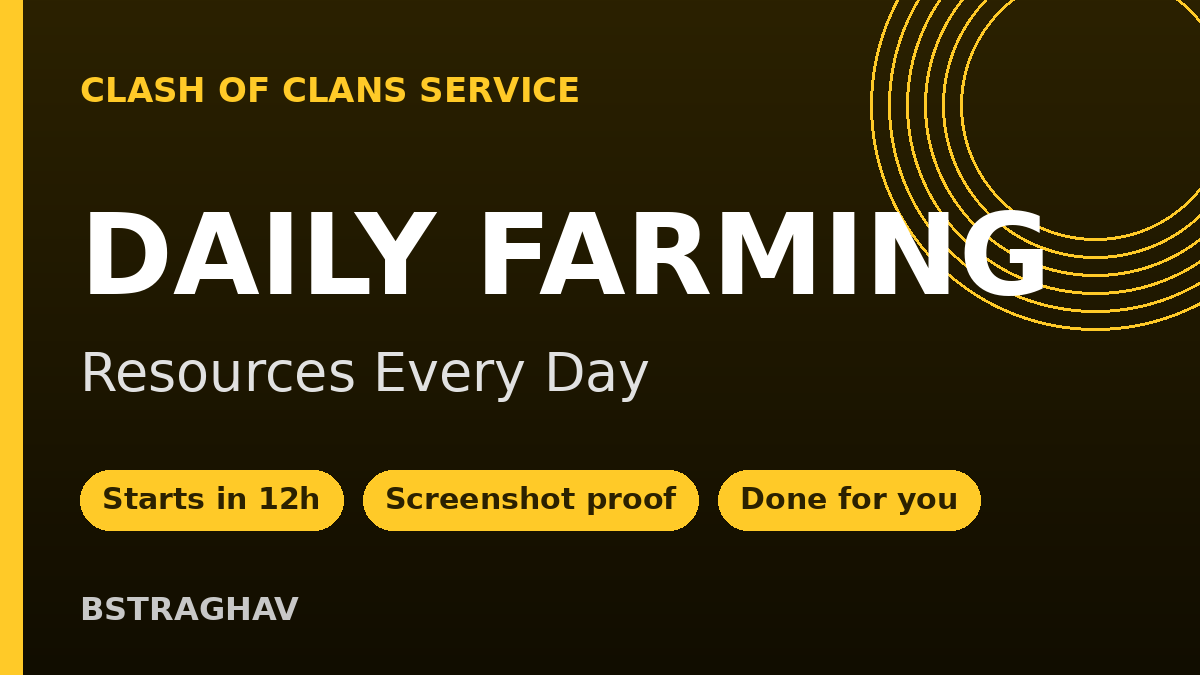 CLASH OF CLANS SERVICE
DAILY FARMING
Resources Every Day
Starts in 12h Screenshot proof Done for you
BSTRAGHAV